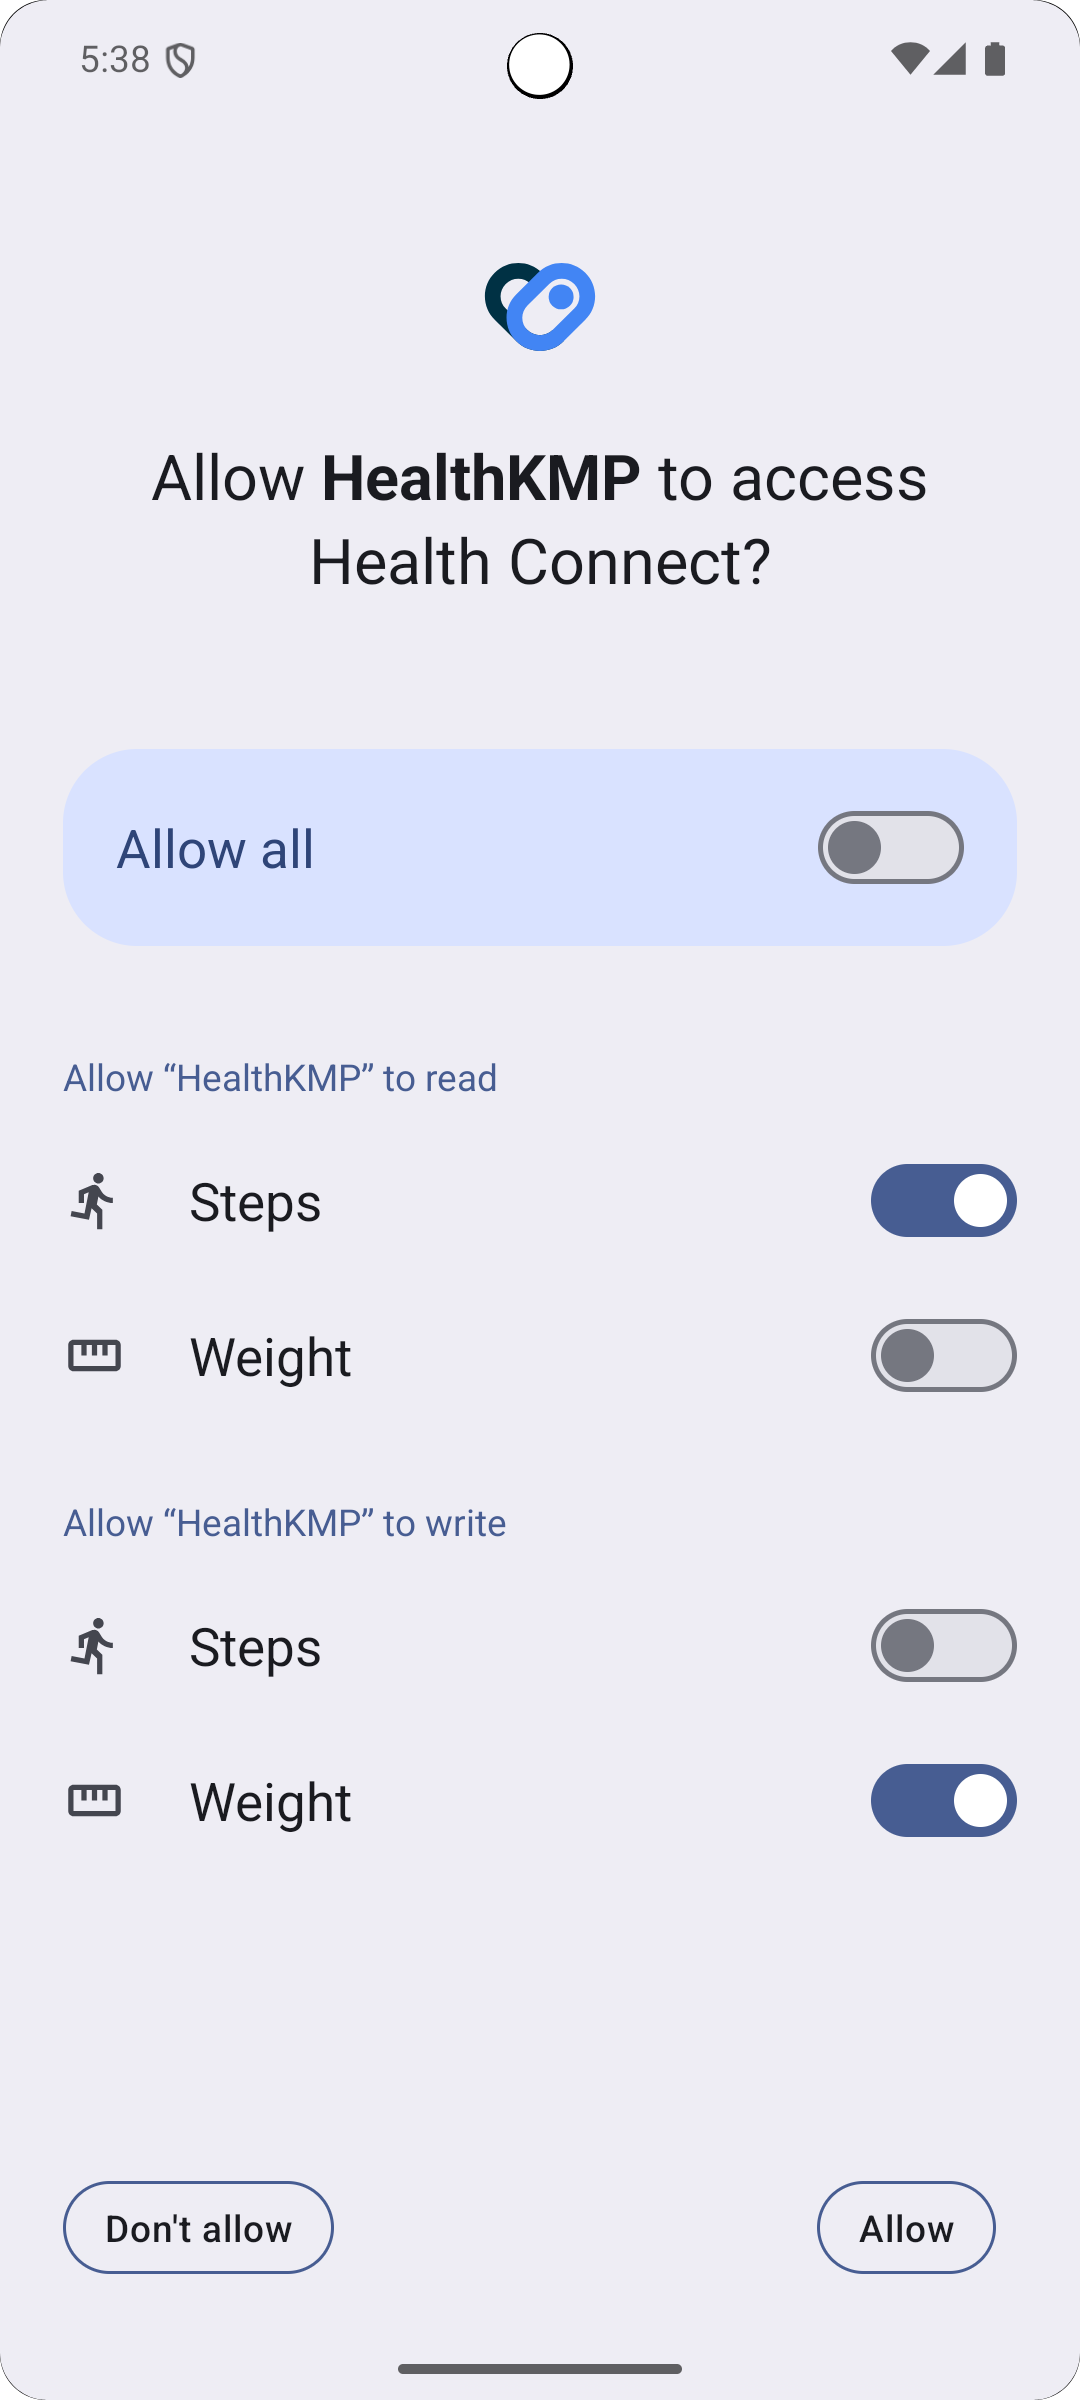 5:38
Allow HealthKMP to access
Health Connect?
Allow all
Allow “HealthKMP” to read
Steps
Weight
Allow “HealthKMP” to write
Steps
Weight
Don't allow
Allow